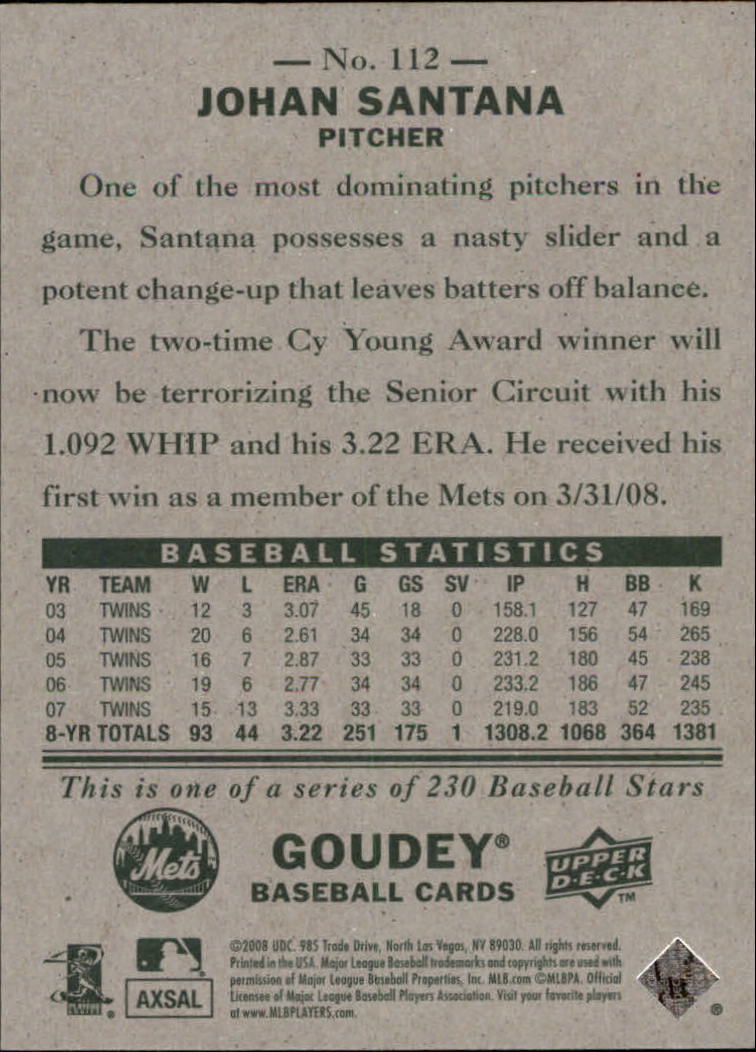 — No. 112 —
JOHAN SANTANA
PITCHER
One of the most dominating pitchers in the
game, Santana possesses a nasty slider and a
potent change-up that leaves batters off balance.
The two-time Cy Young Award winner will
now be terrorizing the Senior Circuit with his
1.092 WHIP and his 3.22 ERA. He received his
first win as a member of the Mets on 3/31/08.
BASEBALL STATISTICS
YR TEAM W L ERA G GS SV IP H BB K
03 TWINS 12 3 3.07 45 18 0 158.1 127 47 169
04 TWINS 20 6 2.61 34 34 0 228.0 156 54 265
05 TWINS 16 7 2.87 33 33 0 231.2 180 45 238
06 TWINS 19 6 2.77 34 34 0 233.2 186 47 245
07 TWINS 15 13 3.33 33 33 0 219.0 183 52 235
8-YR TOTALS 93 44 3.22 251 175 1 1308.2 1068 364 1381
This is one of a series of 230 Baseball Stars
Mets
GOUDEY®
BASEBALL CARDS
UPPER
D·E·C·K
TM
AXSAL
©2008 UDC. 985 Trade Drive, North Las Vegas, NV 89030. All rights reserved.
Printed in the USA. Major League Baseball trademarks and copyrights are used with
permission of Major League Baseball Properties, Inc. MLB.com ©MLBPA. Official
Licensee of Major League Baseball Players Association. Visit your favorite players
at www.MLBPLAYERS.com.